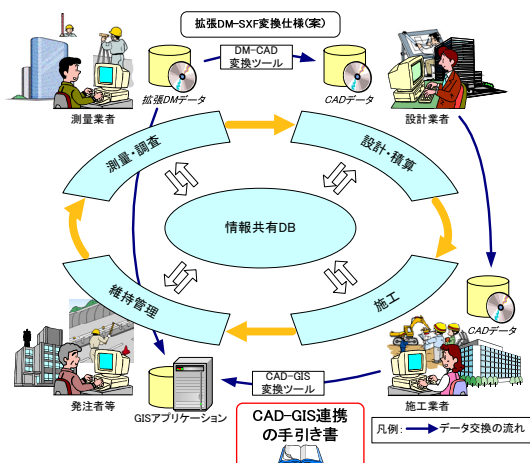 拡張DM-SXF変換仕様(案)
DM-CAD
変換ツール
測量業者
拡張DMデータ
CADデータ
設計業者
測量・調査
設計・積算
情報共有DB
維持管理
施工
CADデータ
発注者等
GISアプリケーション
CAD-GIS
変換ツール
施工業者
CAD-GIS連携
の手引き書
凡例: データ交換の流れ